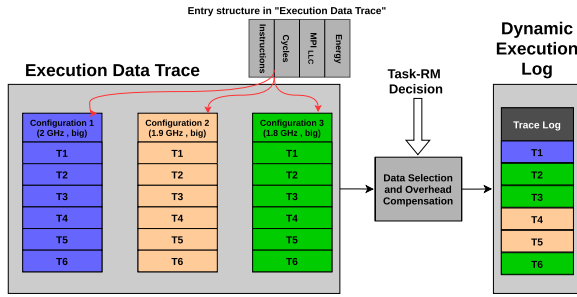 Entry structure in "Execution Data Trace"
Instructions
Cycles
MPI LLC
Energy
Execution Data Trace
Configuration 1
(2 GHz , big)
T1
T2
T3
T4
T5
T6
Configuration 2
(1.9 GHz , big)
T1
T2
T3
T4
T5
T6
Configuration 3
(1.8 GHz , big)
T1
T2
T3
T4
T5
T6
Task-RM
Decision
Data Selection
and Overhead
Compensation
Dynamic
Execution
Log
Trace Log
T1
T2
T3
T4
T5
T6